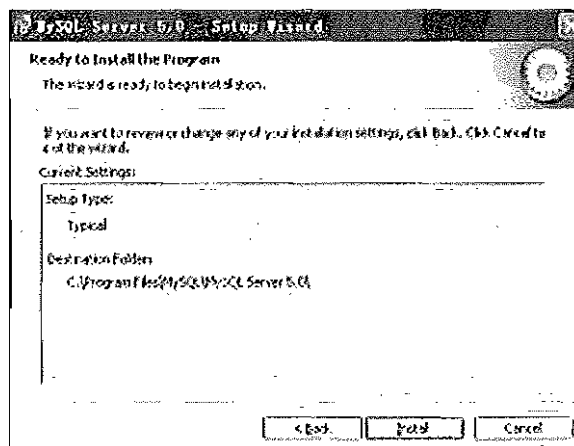 MySQL Server 5.0 - Setup Wizard
Ready to Install the Program
The wizard is ready to begin installation.
If you want to review or change any of your installation settings, click Back. Click Cancel to
exit the wizard.
Current Settings:
Setup Type:
Typical
Destination Folder:
C:\Program Files\MySQL\MySQL Server 5.0\
< Back
Install
Cancel